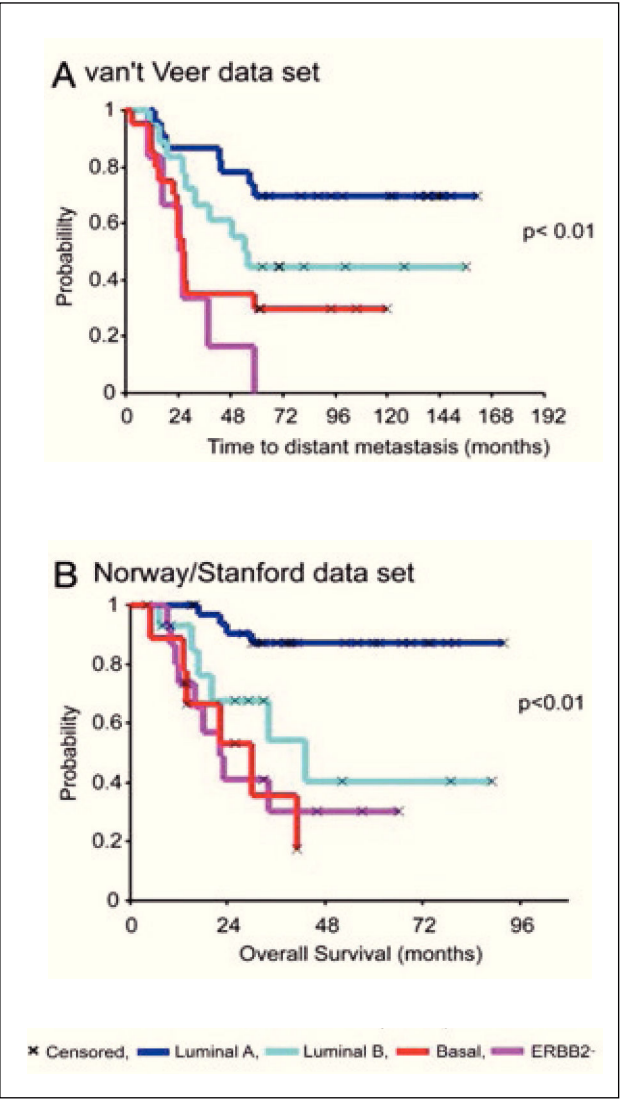 A van't Veer data set
1
0.8
0.6
0.4
0.2
0
Probabililty
p< 0.01
0 24 48 72 96 120 144 168 192
Time to distant metastasis (months)
B Norway/Stanford data set
1
0.8
0.6
0.4
0.2
0
Probability
p<0.01
0 24 48 72 96
Overall Survival (months)
× Censored, Luminal A, Luminal B, Basal, ERBB2-